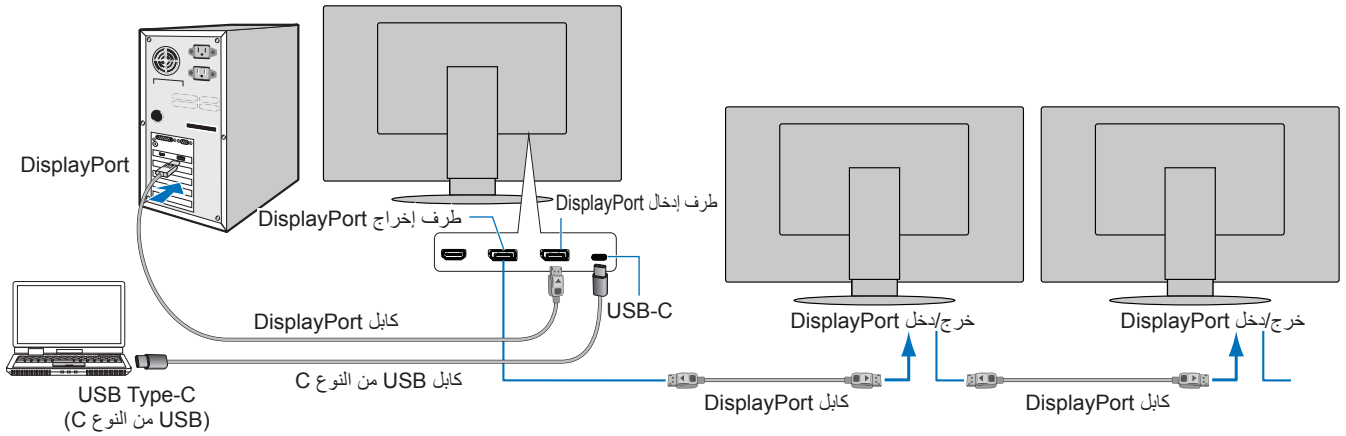 DisplayPort
طرف إدخال DisplayPort
طرف إخراج DisplayPort
USB-C
كابل DisplayPort
كابل USB من النوع C
USB Type-C
(USB من النوع C)
خرج/دخل DisplayPort
خرج/دخل DisplayPort
كابل DisplayPort
كابل DisplayPort